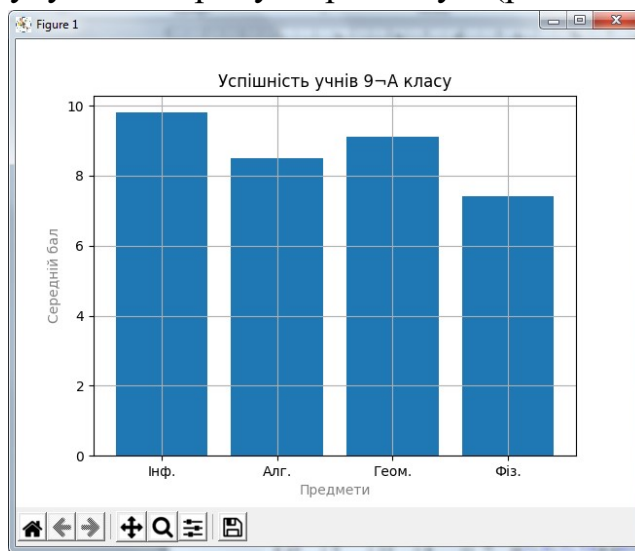 Figure 1
Успішність учнів 9¬А класу
10
8
6
4
2
0
Середній бал
Інф. Алг. Геом. Фіз.
Предмети